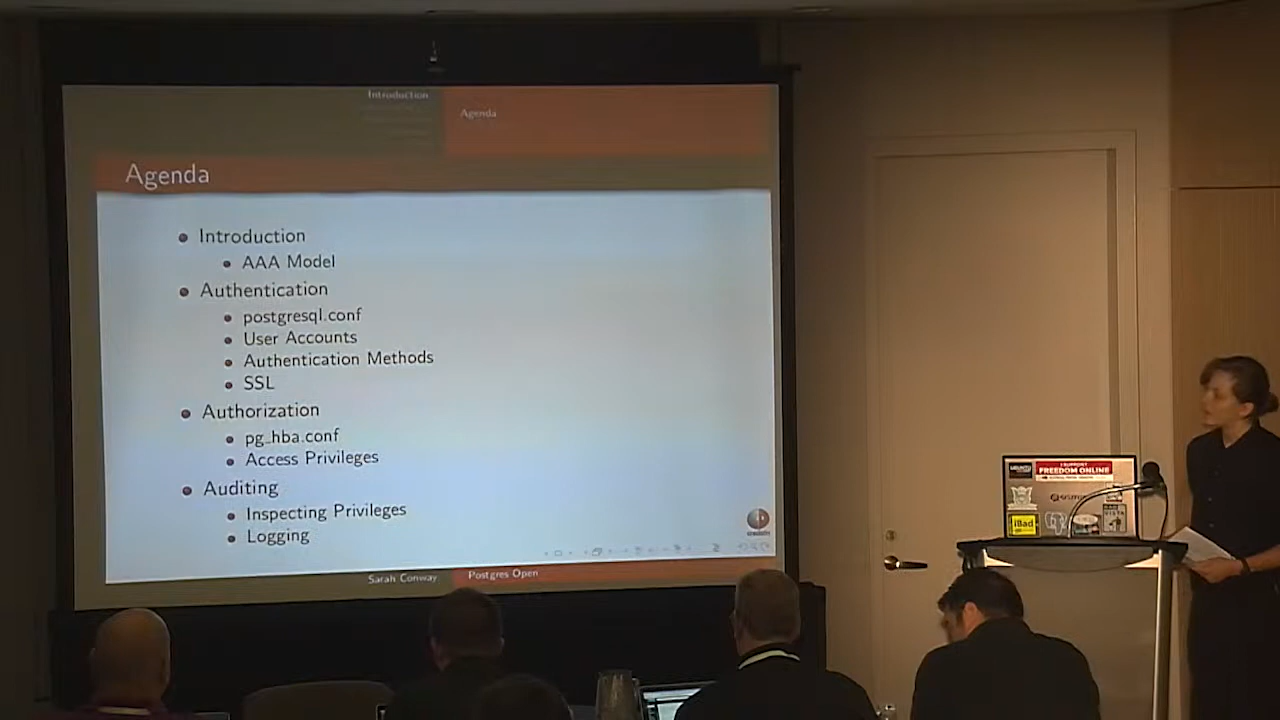 Introduction
Agenda
Agenda
Introduction
AAA Model
Authentication
postgresql.conf
User Accounts
Authentication Methods
SSL
Authorization
pg_hba.conf
Access Privileges
Auditing
Inspecting Privileges
Logging
Sarah Conway
Postgres Open
I SUPPORT
FREEDOM ONLINE
UBUNTU
iBad